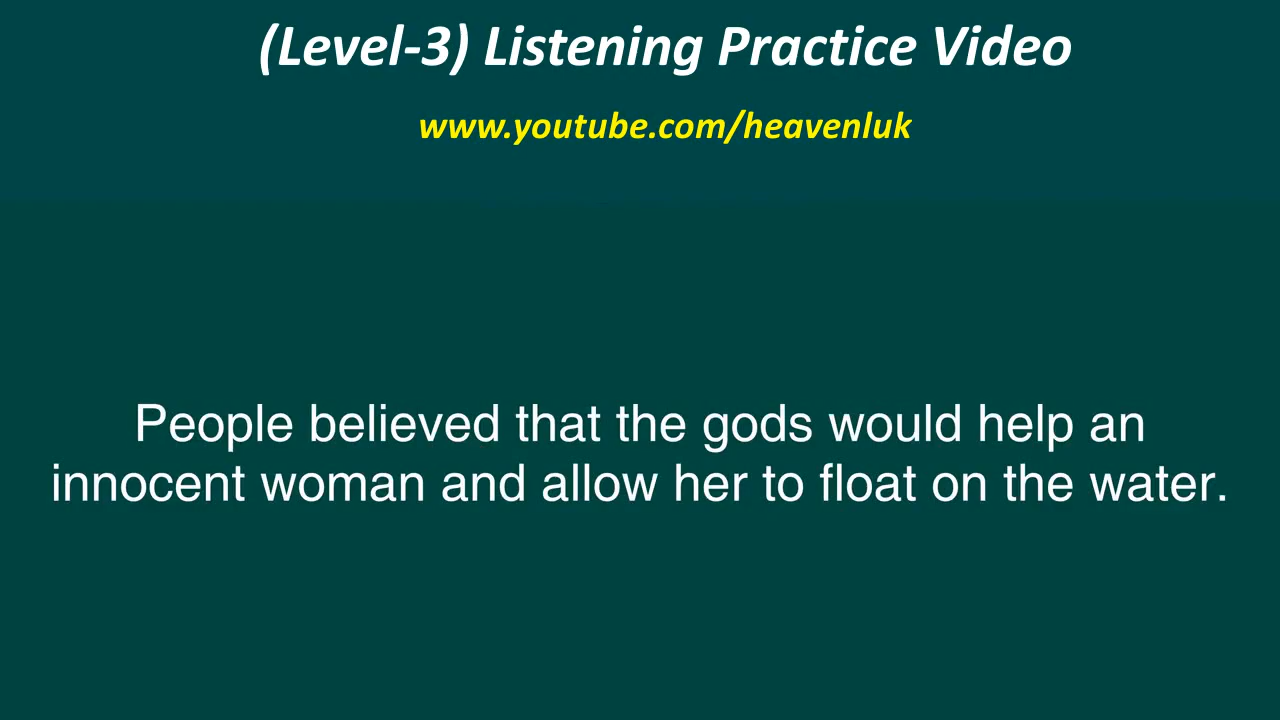 (Level-3) Listening Practice Video
www.youtube.com/heavenluk
People believed that the gods would help an
innocent woman and allow her to float on the water.